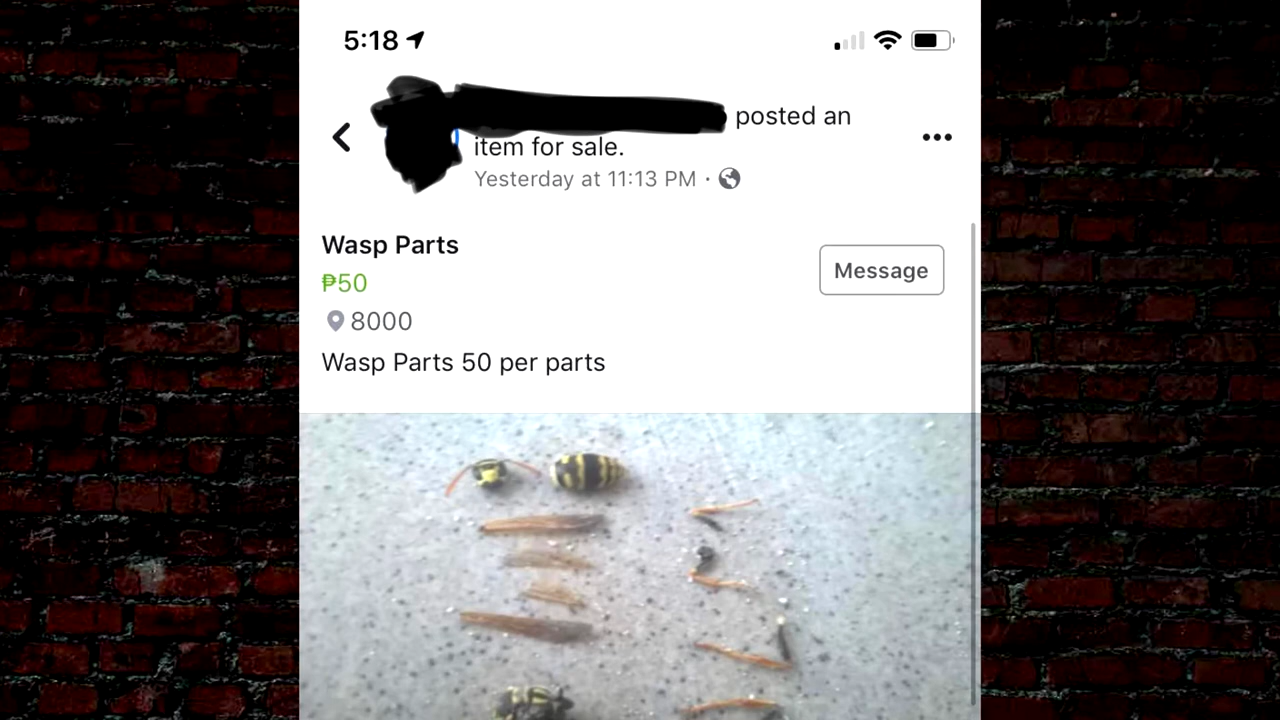 5:18
posted an
item for sale.
Yesterday at 11:13 PM ·
Wasp Parts
₱50
Message
8000
Wasp Parts 50 per parts